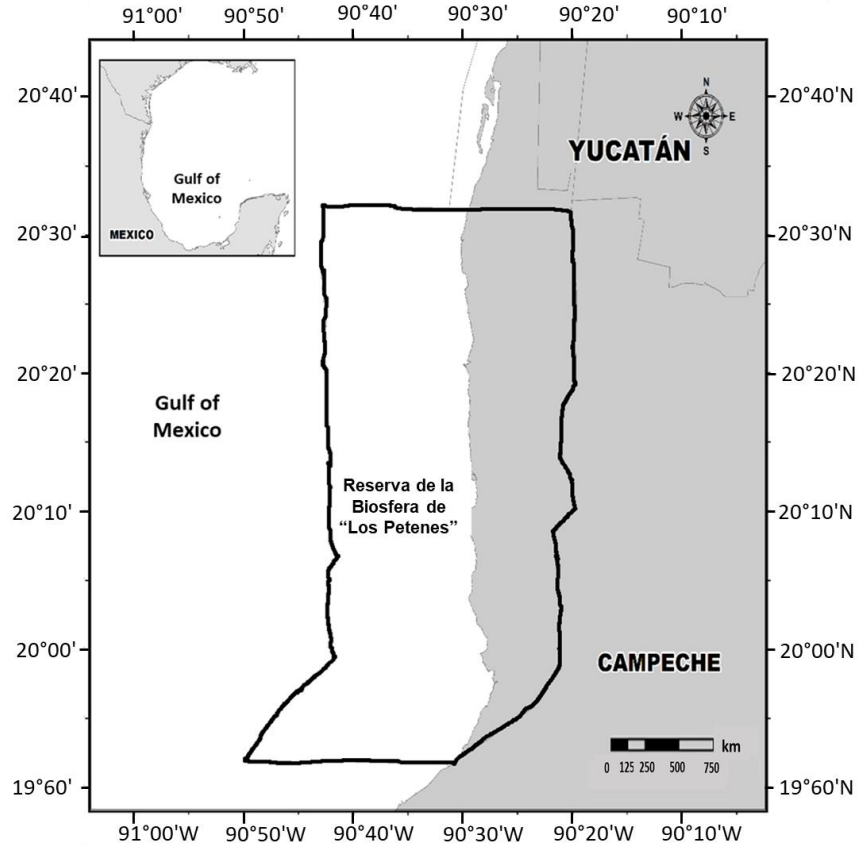 91°00' 90°50' 90°40' 90°30' 90°20' 90°10'
20°40' 20°40'N
N
W E
S
YUCATÁN
Gulf of
Mexico
MEXICO
20°30' 20°30'N
20°20' 20°20'N
Gulf of
Mexico
Reserva de la
Biosfera de
“Los Petenes”
20°10' 20°10'N
20°00' 20°00'N
CAMPECHE
km
0 125 250 500 750
19°60' 19°60'N
91°00'W 90°50'W 90°40'W 90°30'W 90°20'W 90°10'W